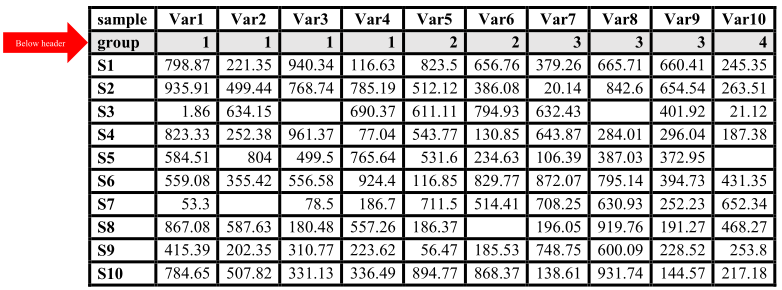 sample Var1 Var2 Var3 Var4 Var5 Var6 Var7 Var8 Var9 Var10
Below header group 1 1 1 1 2 2 3 3 3 4
S1 798.87 221.35 940.34 116.63 823.5 656.76 379.26 665.71 660.41 245.35
S2 935.91 499.44 768.74 785.19 512.12 386.08 20.14 842.6 654.54 263.51
S3 1.86 634.15 690.37 611.11 794.93 632.43 401.92 21.12
S4 823.33 252.38 961.37 77.04 543.77 130.85 643.87 284.01 296.04 187.38
S5 584.51 804 499.5 765.64 531.6 234.63 106.39 387.03 372.95
S6 559.08 355.42 556.58 924.4 116.85 829.77 872.07 795.14 394.73 431.35
S7 53.3 78.5 186.7 711.5 514.41 708.25 630.93 252.23 652.34
S8 867.08 587.63 180.48 557.26 186.37 196.05 919.76 191.27 468.27
S9 415.39 202.35 310.77 223.62 56.47 185.53 748.75 600.09 228.52 253.8
S10 784.65 507.82 331.13 336.49 894.77 868.37 138.61 931.74 144.57 217.18